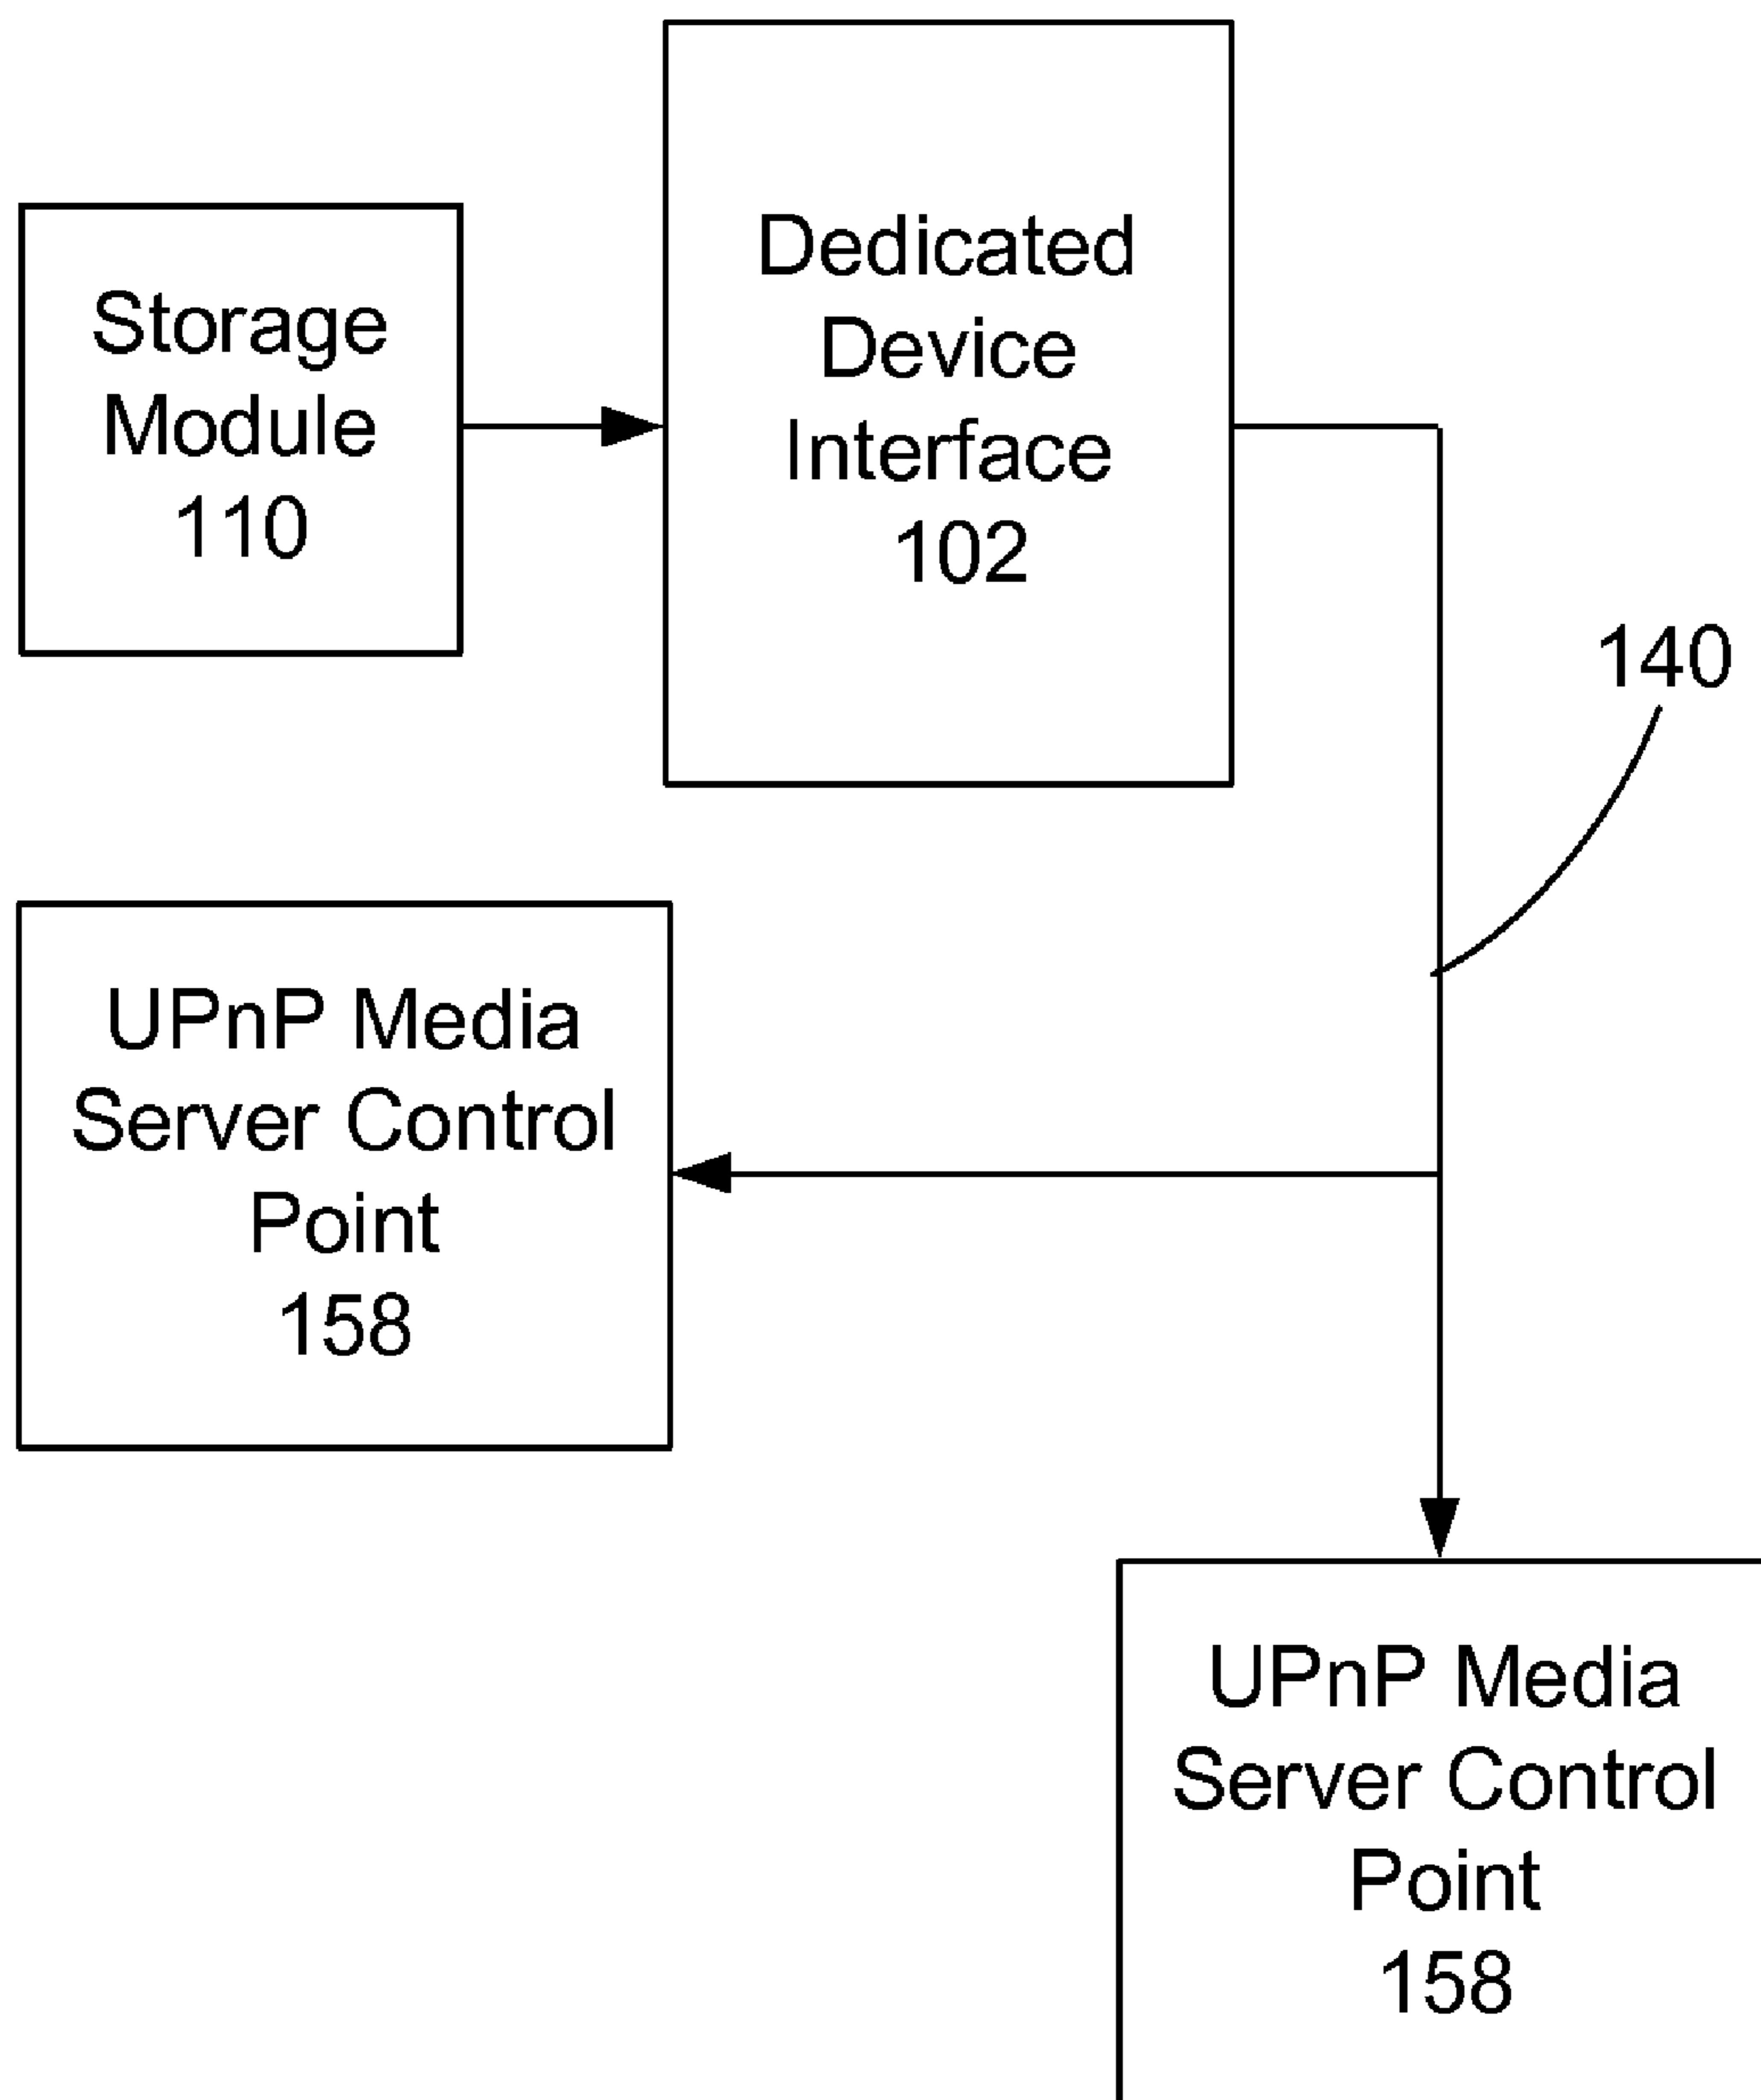 Storage
Module
110
Dedicated
Device
Interface
102
140
UPnP Media
Server Control
Point
158
UPnP Media
Server Control
Point
158